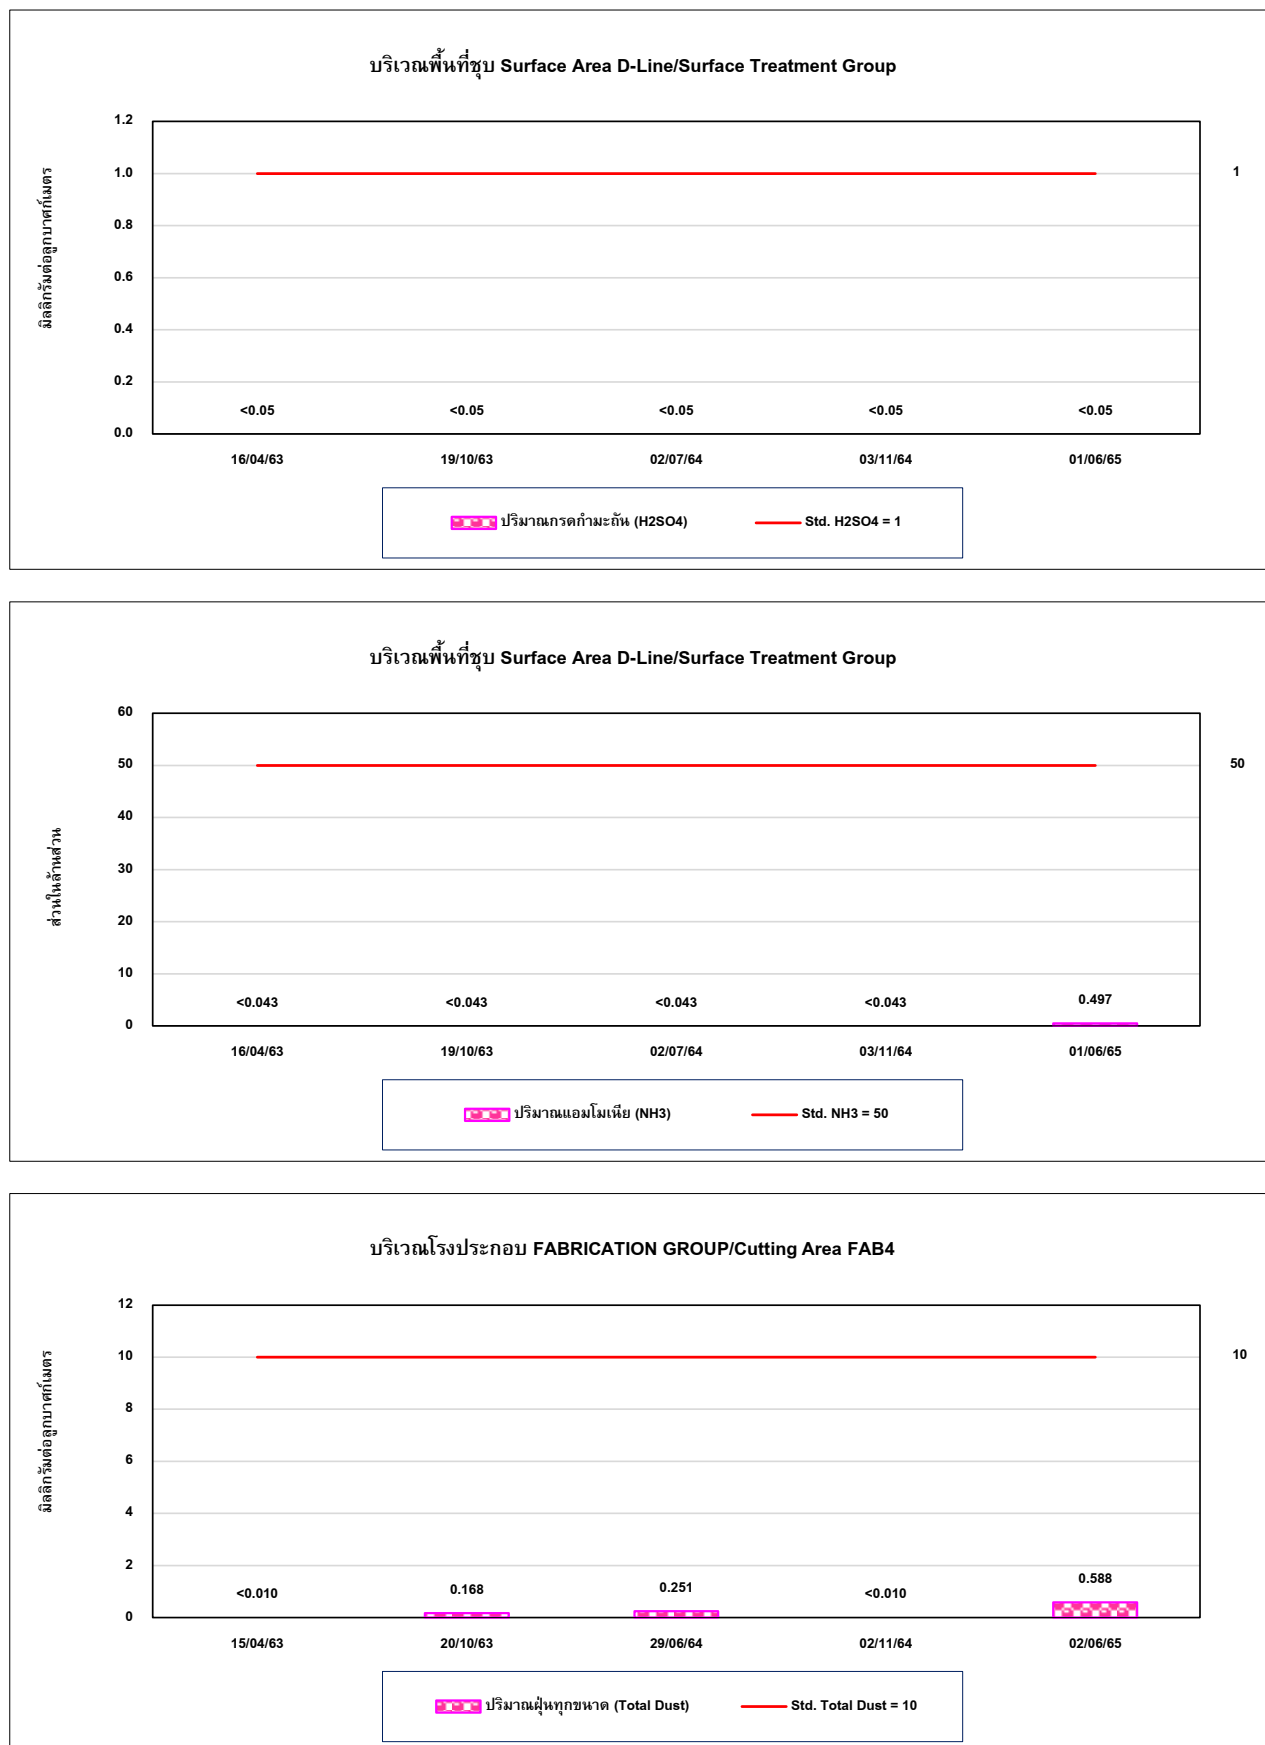 บริเวณพื้นที่ชุบ Surface Area D-Line/Surface Treatment Group
มิลลิกรัมต่อลูกบาศก์เมตร
1.2
1.0
0.8
0.6
0.4
0.2
0.0
1
<0.05 <0.05 <0.05 <0.05 <0.05
16/04/63 19/10/63 02/07/64 03/11/64 01/06/65
ปริมาณกรดกำมะถัน (H2SO4) Std. H2SO4 = 1
บริเวณพื้นที่ชุบ Surface Area D-Line/Surface Treatment Group
ส่วนในล้านส่วน
60
50
40
30
20
10
0
50
<0.043 <0.043 <0.043 <0.043 0.497
16/04/63 19/10/63 02/07/64 03/11/64 01/06/65
ปริมาณแอมโมเนีย (NH3) Std. NH3 = 50
บริเวณโรงประกอบ FABRICATION GROUP/Cutting Area FAB4
มิลลิกรัมต่อลูกบาศก์เมตร
12
10
8
6
4
2
0
10
<0.010 0.168 0.251 <0.010 0.588
15/04/63 20/10/63 29/06/64 02/11/64 02/06/65
ปริมาณฝุ่นทุกขนาด (Total Dust) Std. Total Dust = 10